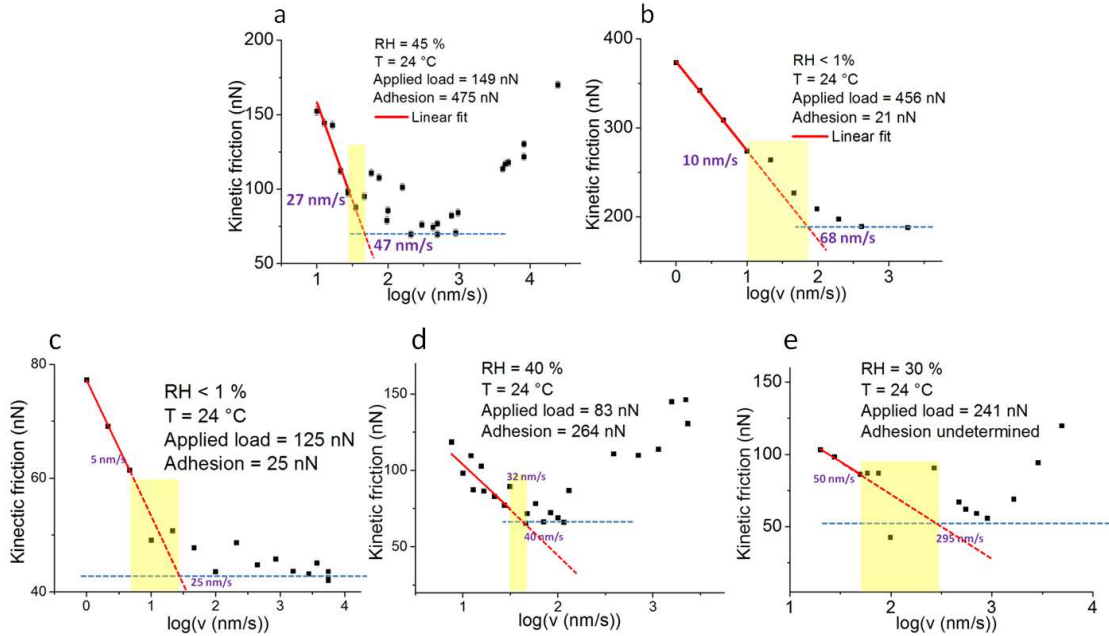 a
RH = 45 %
T = 24 °C
Applied load = 149 nN
Adhesion = 475 nN
Linear fit
27 nm/s
47 nm/s
200
150
100
50
1
2
3
4
Kinetic friction (nN)
log(v (nm/s))
b
RH < 1%
T = 24 °C
Applied load = 456 nN
Adhesion = 21 nN
Linear fit
10 nm/s
68 nm/s
400
300
200
0
1
2
3
Kinetic friction (nN)
log(v (nm/s))
c
RH < 1 %
T = 24 °C
Applied load = 125 nN
Adhesion = 25 nN
5 nm/s
25 nm/s
80
60
40
0
1
2
3
4
Kinectic friction (nN)
log(v (nm/s))
d
RH = 40 %
T = 24 °C
Applied load = 83 nN
Adhesion = 264 nN
32 nm/s
40 nm/s
150
100
50
1
2
3
Kinetic friction (nN)
log(v (nm/s))
e
RH = 30 %
T = 24 °C
Applied load = 241 nN
Adhesion undetermined
50 nm/s
295 nm/s
150
100
50
1
2
3
4
Kinetic friction (nN)
log(v (nm/s))